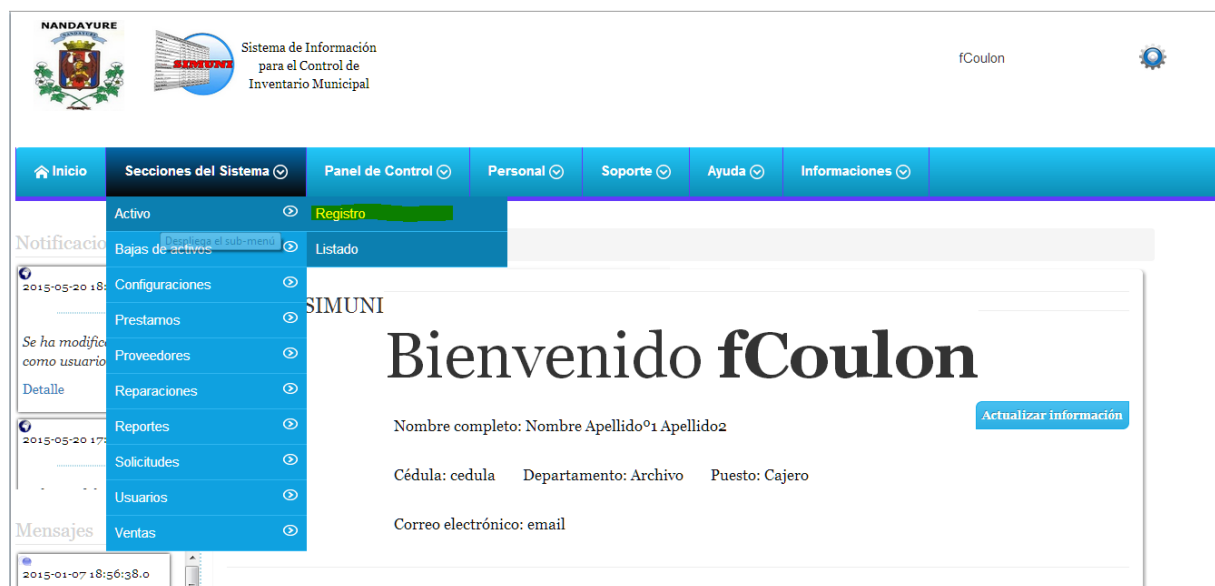 NANDAYURE
SIMUNI
Sistema de Información
para el Control de
Inventario Municipal
fCoulon
Inicio
Secciones del Sistema
Panel de Control
Personal
Soporte
Ayuda
Informaciones
Activo
Registro
Despliega el sub-menú
Bajas de activos
Listado
Configuraciones
Prestamos
Proveedores
Reparaciones
Reportes
Solicitudes
Usuarios
Ventas
Notificacio
2015-05-20 18:
Se ha modific
como usuario
Detalle
2015-05-20 17:
Mensajes
2015-01-07 18:56:38.0
SIMUNI
Bienvenido fCoulon
Actualizar información
Nombre completo: Nombre Apellidoº1 Apellido2
Cédula: cedula Departamento: Archivo Puesto: Cajero
Correo electrónico: email